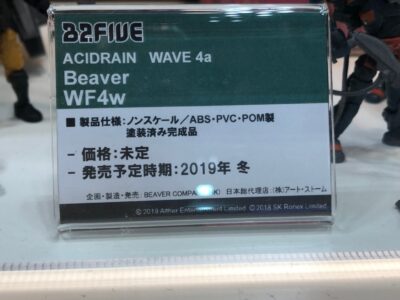 B2FIVE
ACIDRAIN WAVE 4a
Beaver
WF4w
■ 製品仕様:ノンスケール/ABS・PVC・POM製
塗装済み完成品
- 価格:未定
- 発売予定時期:2019年 冬
企画・製造・発売:BEAVER 日本総代理店:(株)アート・ストーム
Entertainment Limited ©2018 SK Ronex Limited